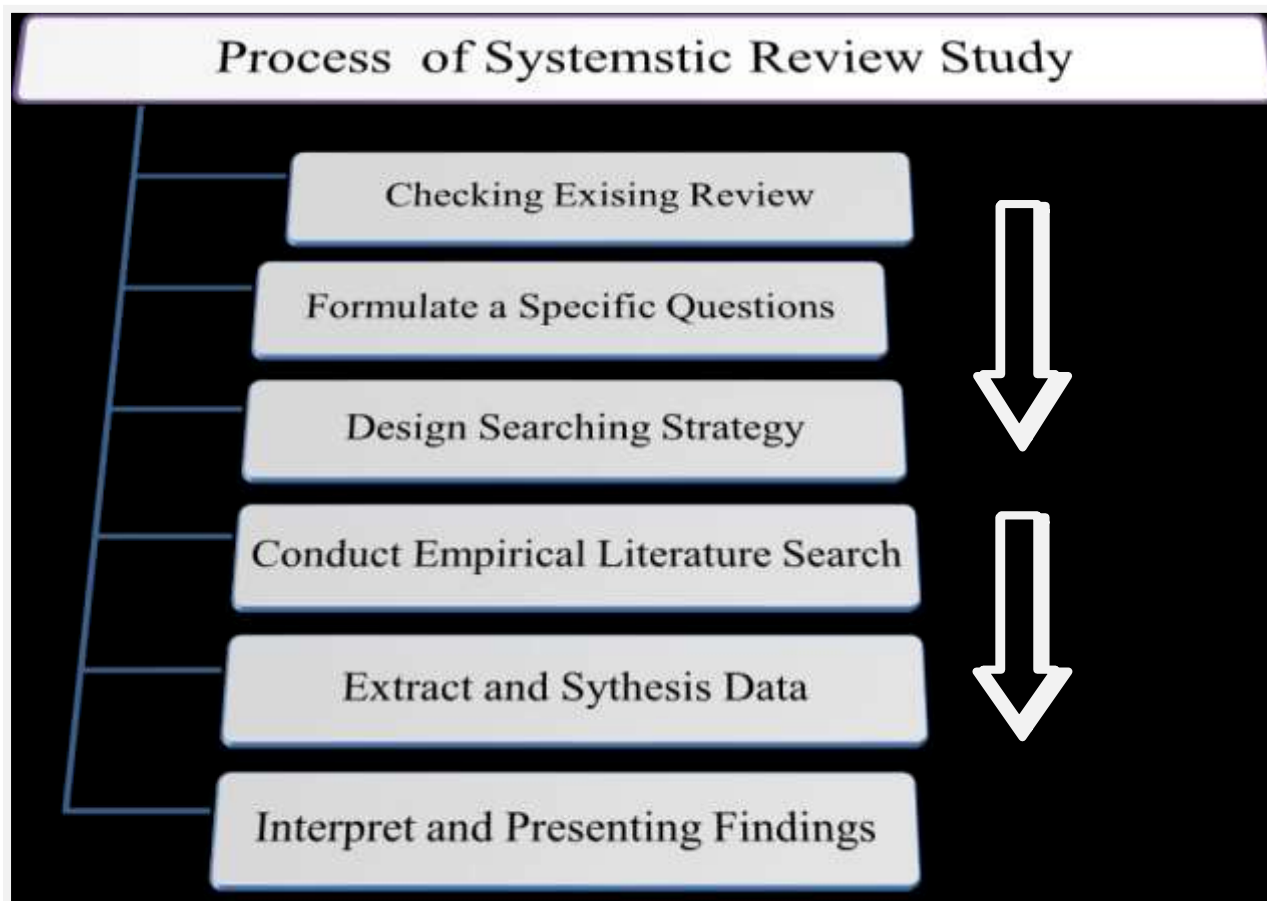 Process of Systemstic Review Study
Checking Exising Review
Formulate a Specific Questions
Design Searching Strategy
Conduct Empirical Literature Search
Extract and Sythesis Data
Interpret and Presenting Findings